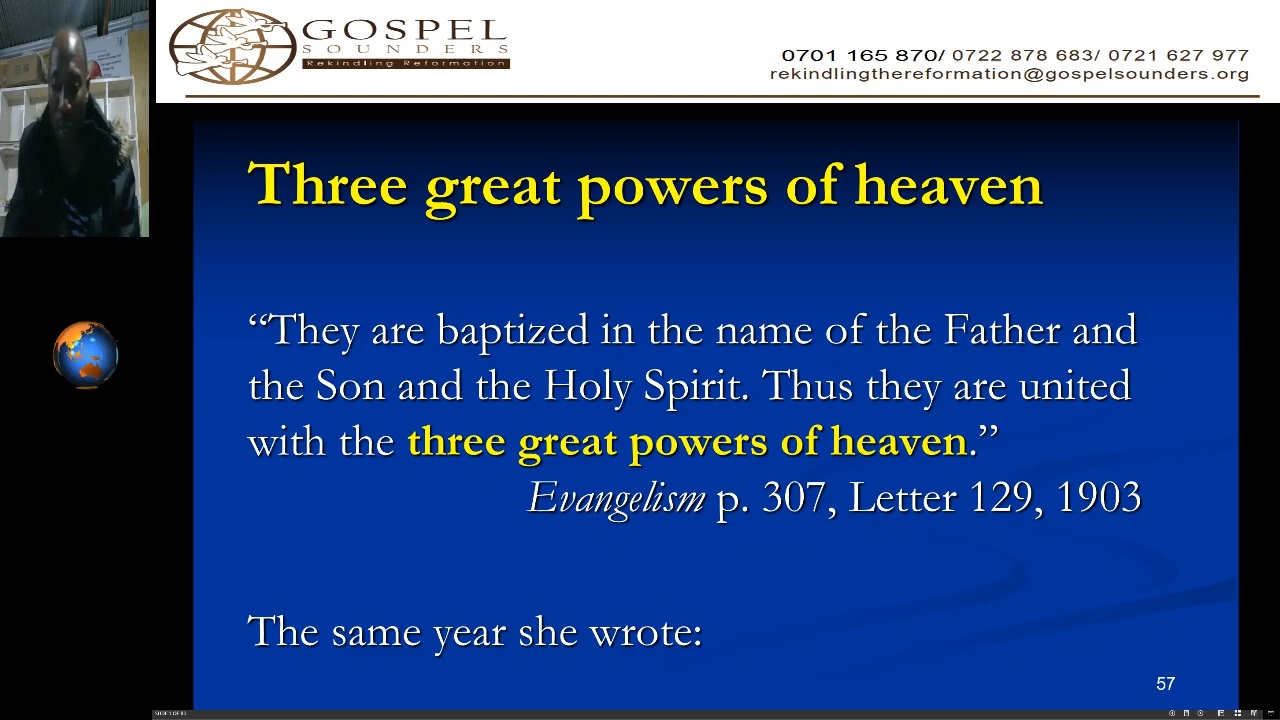 GOSPEL
SOUNDERS
Rekindling Reformation
0701 165 870/ 0722 878 683/ 0721 627 977
rekindlingthereformation@gospelsounders.org
Three great powers of heaven
“They are baptized in the name of the Father and
the Son and the Holy Spirit. Thus they are united
with the three great powers of heaven.”
Evangelism p. 307, Letter 129, 1903
The same year she wrote:
57